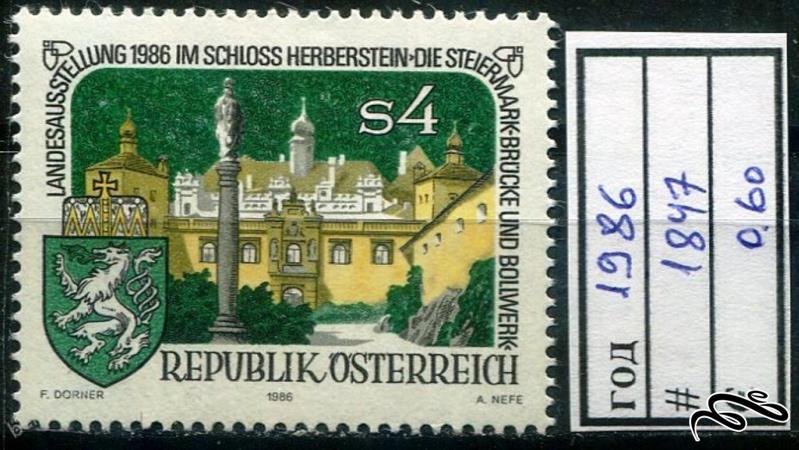 LANDESAUSSTELLUNG 1986 IM SCHLOSS HERBERSTEIN·DIE STEIERMARK·BRÜCKE UND BOLLWERK·
S4
REPUBLIK ÖSTERREICH
F. DORNER 1986 A. NEFE
год 1986
# 1847
0,60